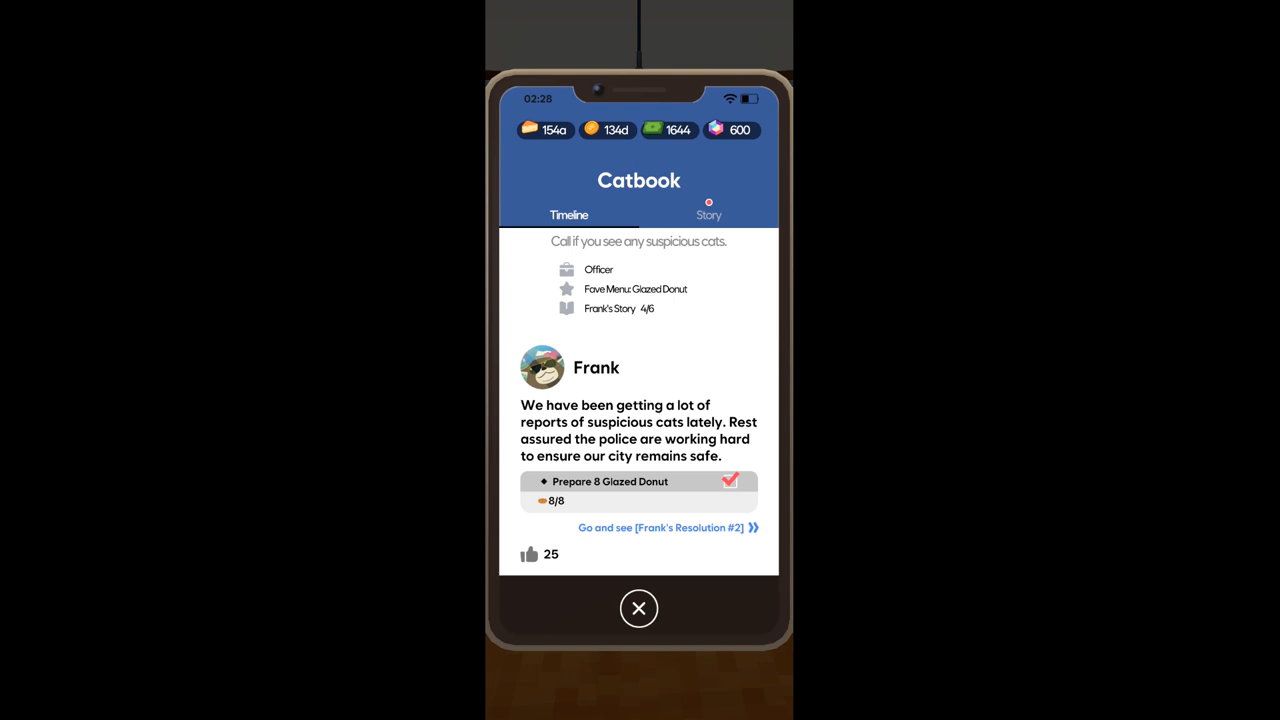 02:28
154a 134d 1644 600
Catbook
Timeline Story
Call if you see any suspicious cats.
Officer
Fave Menu: Glazed Donut
Frank's Story 4/6
Frank
We have been getting a lot of
reports of suspicious cats lately. Rest
assured the police are working hard
to ensure our city remains safe.
Prepare 8 Glazed Donut
8/8
Go and see [Frank's Resolution #2]
25